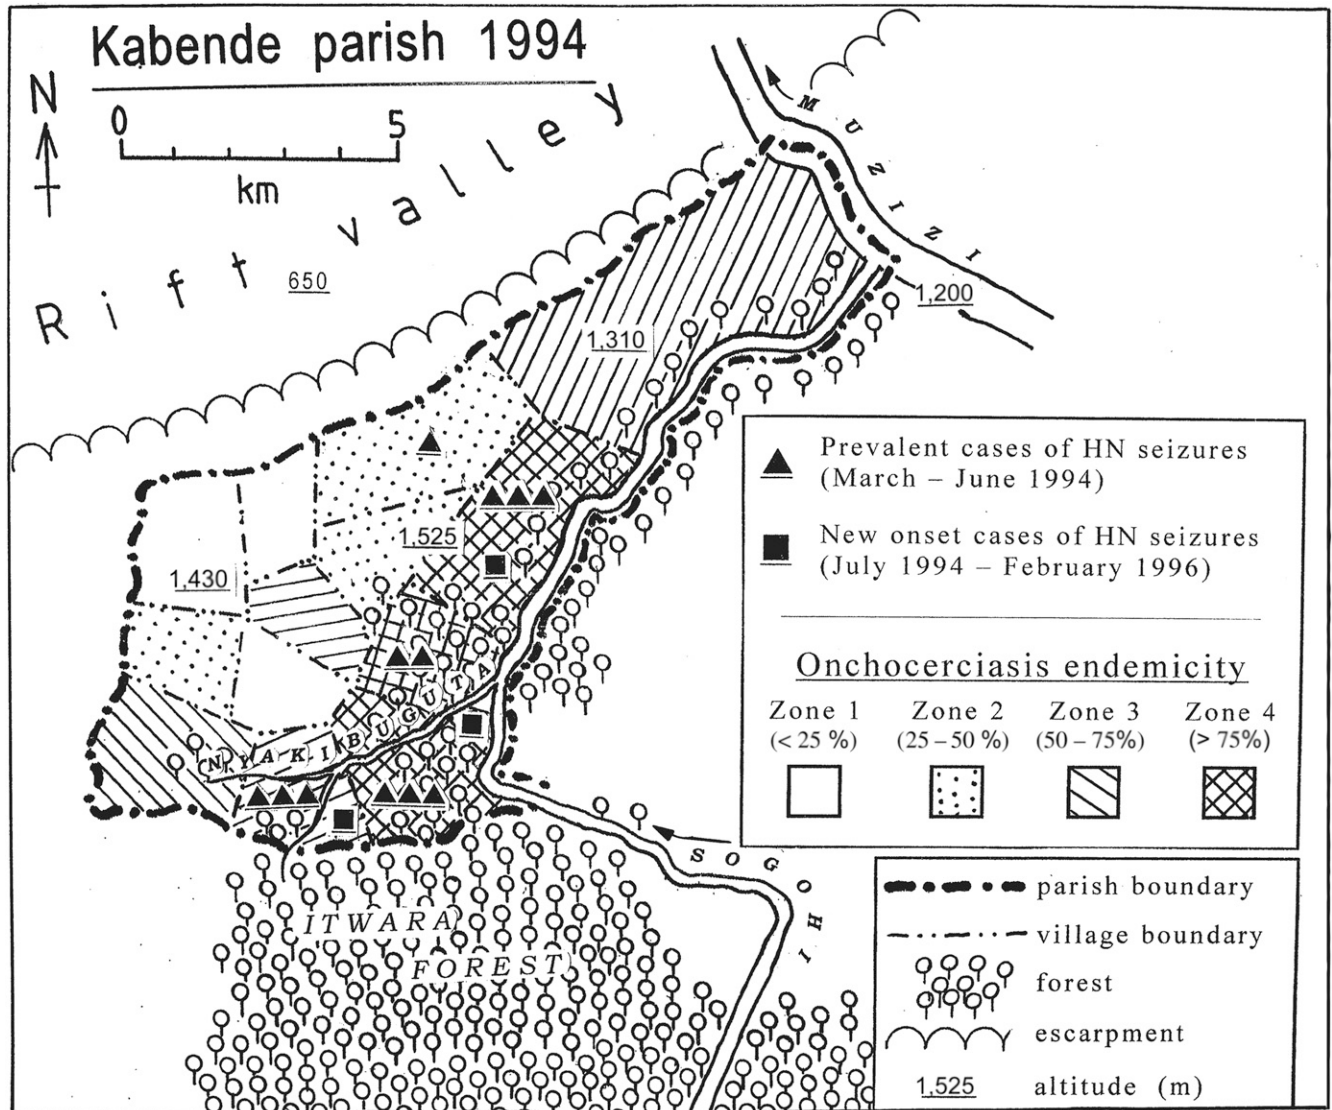 Kabende parish 1994
N
0 5
km
Rift valley
650
MUZIZI
1,200
1,310
1,525
1,430
NYAKIBUGUTA
SOGOHI
ITWARA
FOREST
Prevalent cases of HN seizures
(March – June 1994)
New onset cases of HN seizures
(July 1994 – February 1996)
Onchocerciasis endemicity
Zone 1 Zone 2 Zone 3 Zone 4
(< 25 %) (25 – 50 %) (50 – 75%) (> 75%)
parish boundary
village boundary
forest
escarpment
1,525 altitude (m)